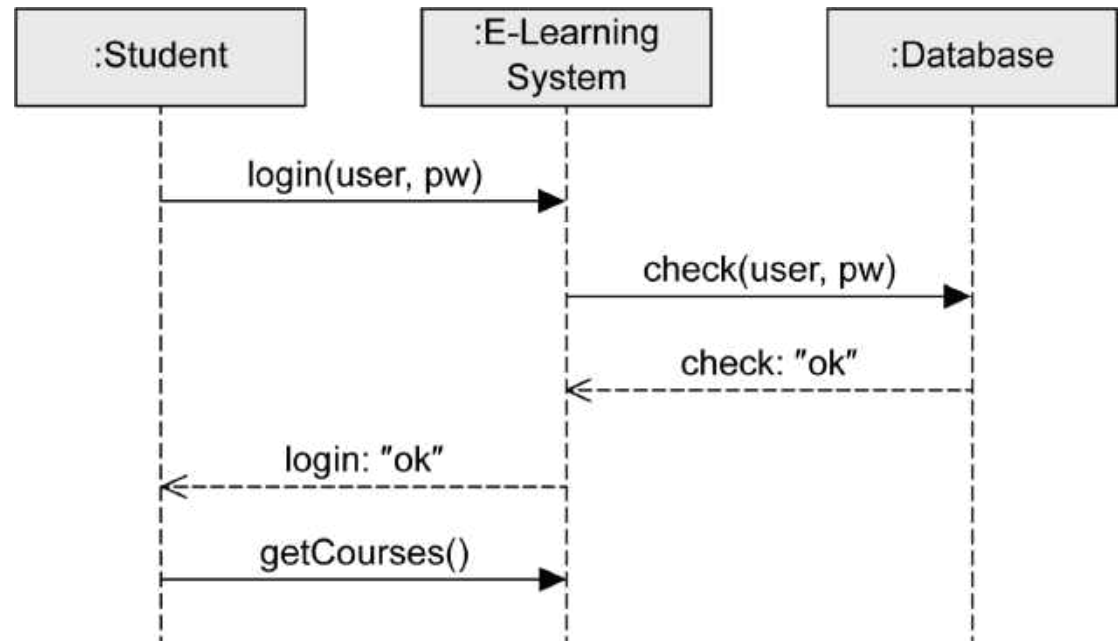 :Student
:E-Learning
System
:Database
login(user, pw)
check(user, pw)
check: "ok"
login: "ok"
getCourses()